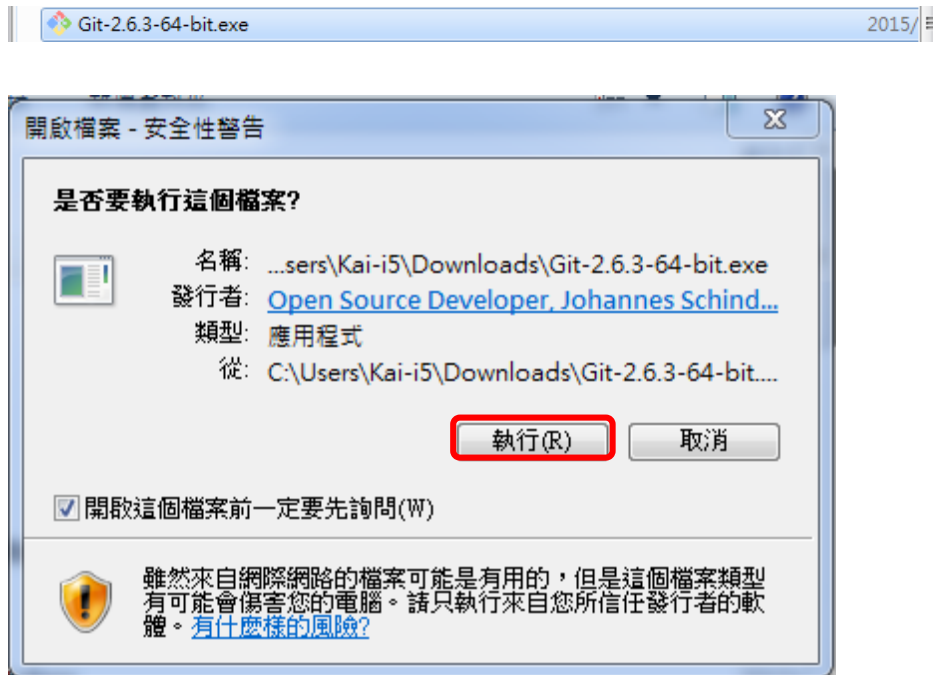 Git-2.6.3-64-bit.exe 2015/
開啟檔案 - 安全性警告
是否要執行這個檔案?
名稱: ...sers\Kai-i5\Downloads\Git-2.6.3-64-bit.exe
發行者: Open Source Developer, Johannes Schind...
類型: 應用程式
從: C:\Users\Kai-i5\Downloads\Git-2.6.3-64-bit....
執行(R) 取消
開啟這個檔案前一定要先詢問(W)
雖然來自網際網路的檔案可能是有用的，但是這個檔案類型
有可能會傷害您的電腦。請只執行來自您所信任發行者的軟
體。有什麼樣的風險?